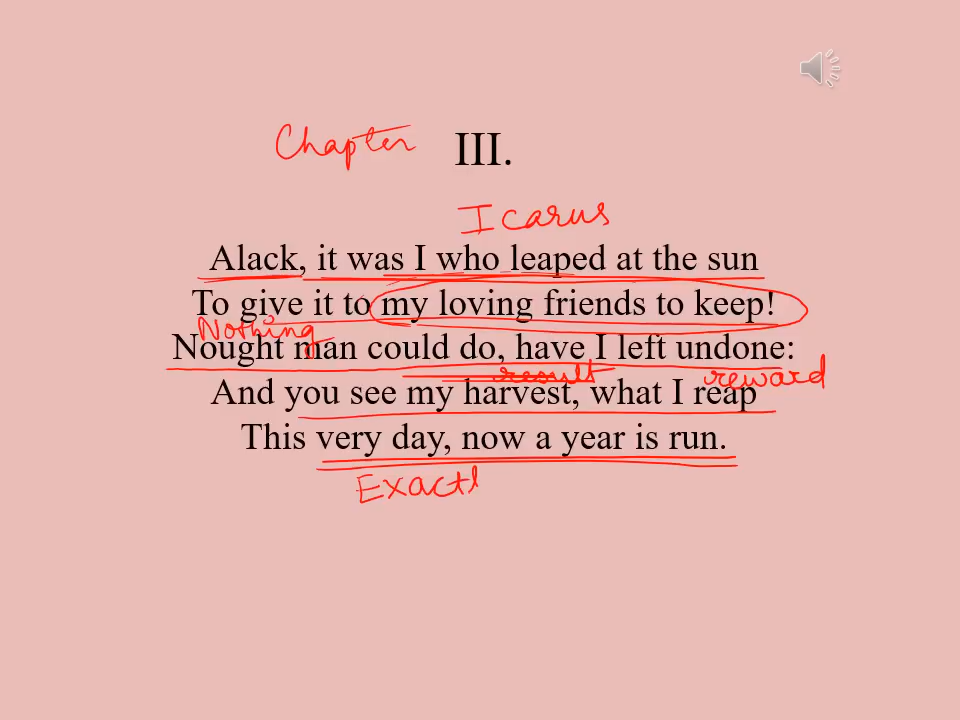 Chapter III.
Icarus
Alack, it was I who leaped at the sun
To give it to my loving friends to keep!
Nothing
Nought man could do, have I left undone:
result reward
And you see my harvest, what I reap
This very day, now a year is run.
Exactl